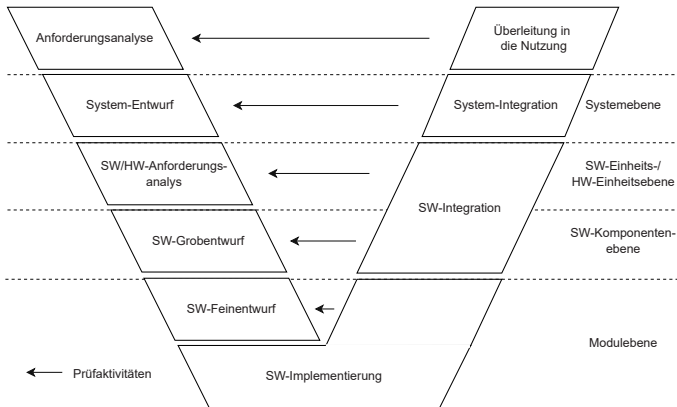 Anforderungsanalyse
Überleitung in
die Nutzung
System-Entwurf
System-Integration
Systemebene
SW/HW-Anforderungs-
analys
SW-Einheits-/
HW-Einheitsebene
SW-Integration
SW-Grobentwurf
SW-Komponenten-
ebene
SW-Feinentwurf
Modulebene
Prüfaktivitäten
SW-Implementierung